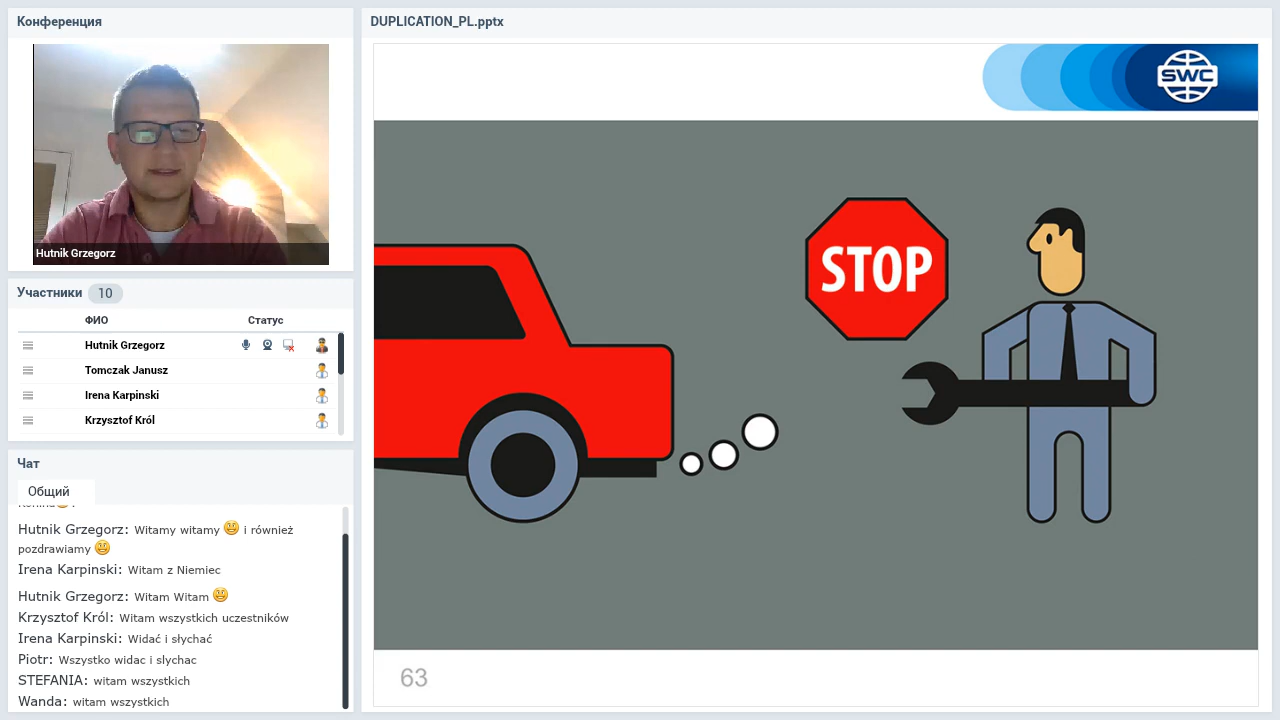 Конференция
Hutnik Grzegorz
Участники 10
ФИО Статус
Hutnik Grzegorz
Tomczak Janusz
Irena Karpinski
Krzysztof Król
Чат
Общий
Hutnik Grzegorz: Witamy witamy i również
pozdrawiamy
Irena Karpinski: Witam z Niemiec
Hutnik Grzegorz: Witam Witam
Krzysztof Król: Witam wszystkich uczestników
Irena Karpinski: Widać i słychać
Piotr: Wszystko widac i slychac
STEFANIA: witam wszystkich
Wanda: witam wszystkich
DUPLICATION_PL.pptx
SWC
STOP
63